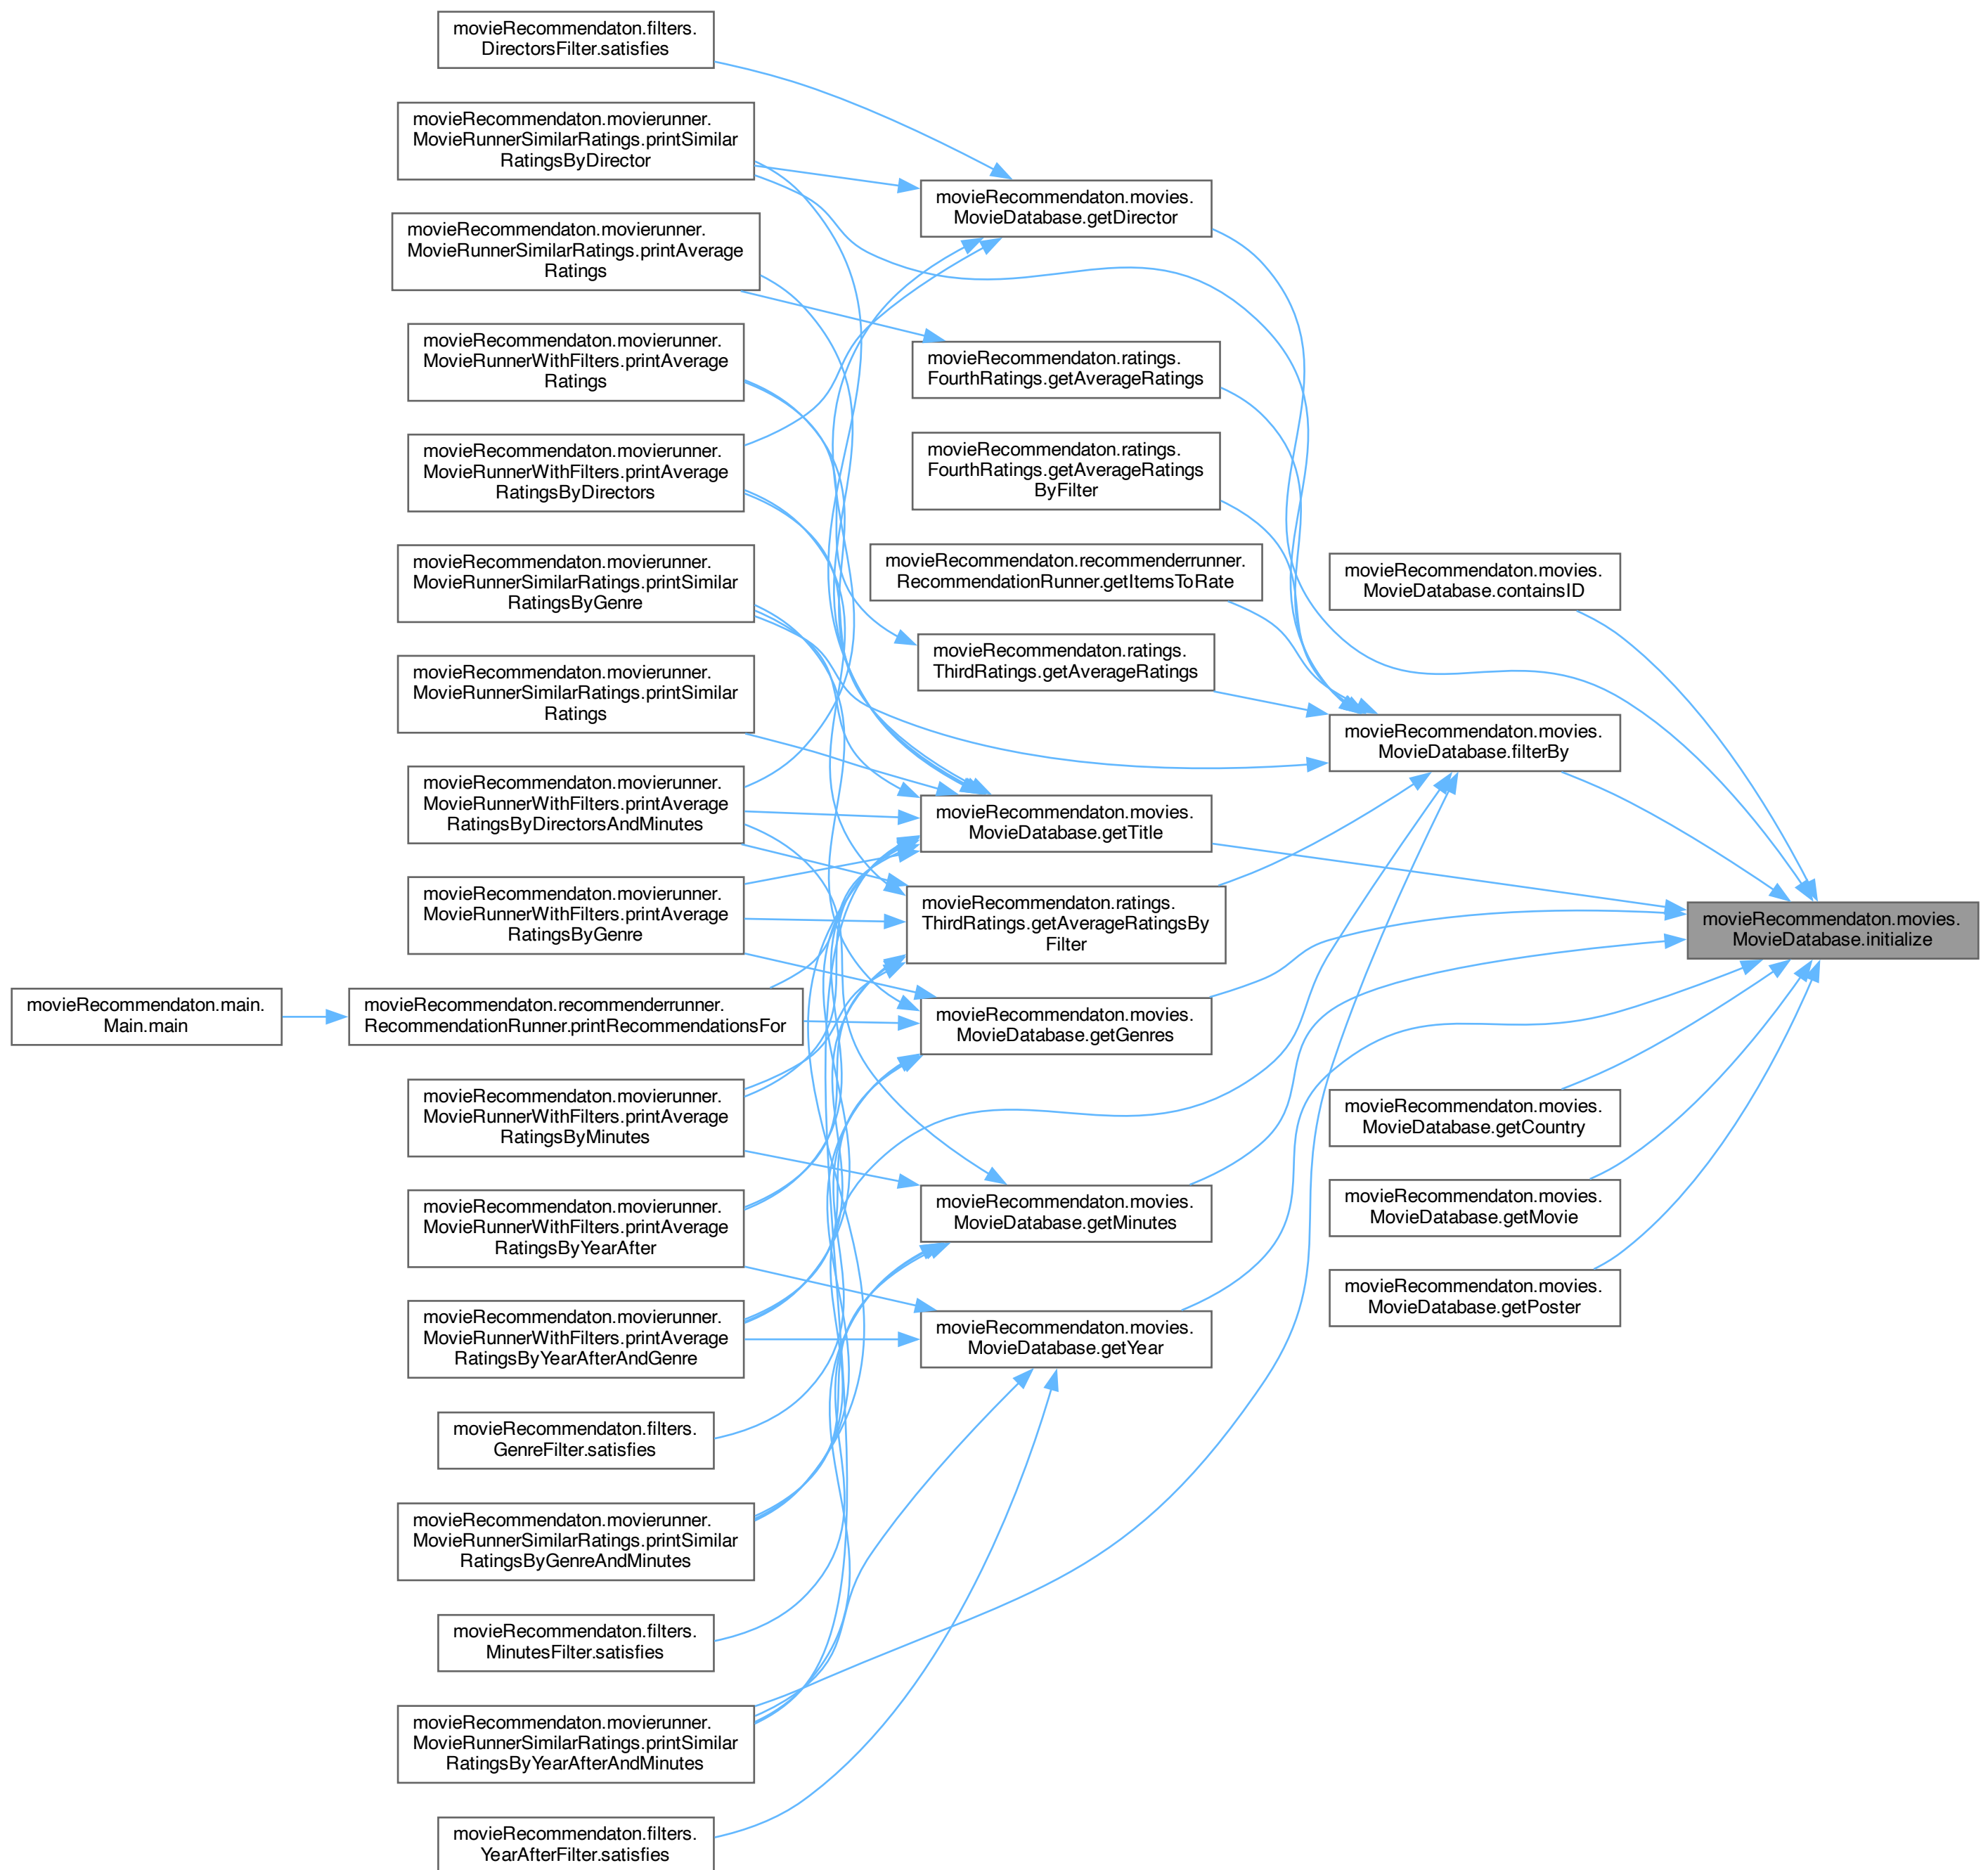 movieRecommendaton.filters.
DirectorsFilter.satisfies
movieRecommendaton.movierunner.
MovieRunnerSimilarRatings.printSimilar
RatingsByDirector
movieRecommendaton.movierunner.
MovieRunnerSimilarRatings.printAverage
Ratings
movieRecommendaton.movierunner.
MovieRunnerWithFilters.printAverage
Ratings
movieRecommendaton.movierunner.
MovieRunnerWithFilters.printAverage
RatingsByDirectors
movieRecommendaton.movierunner.
MovieRunnerSimilarRatings.printSimilar
RatingsByGenre
movieRecommendaton.movierunner.
MovieRunnerSimilarRatings.printSimilar
Ratings
movieRecommendaton.movierunner.
MovieRunnerWithFilters.printAverage
RatingsByDirectorsAndMinutes
movieRecommendaton.movierunner.
MovieRunnerWithFilters.printAverage
RatingsByGenre
movieRecommendaton.main.
Main.main
movieRecommendaton.recommenderrunner.
RecommendationRunner.printRecommendationsFor
movieRecommendaton.movierunner.
MovieRunnerWithFilters.printAverage
RatingsByMinutes
movieRecommendaton.movierunner.
MovieRunnerWithFilters.printAverage
RatingsByYearAfter
movieRecommendaton.movierunner.
MovieRunnerWithFilters.printAverage
RatingsByYearAfterAndGenre
movieRecommendaton.filters.
GenreFilter.satisfies
movieRecommendaton.movierunner.
MovieRunnerSimilarRatings.printSimilar
RatingsByGenreAndMinutes
movieRecommendaton.filters.
MinutesFilter.satisfies
movieRecommendaton.movierunner.
MovieRunnerSimilarRatings.printSimilar
RatingsByYearAfterAndMinutes
movieRecommendaton.filters.
YearAfterFilter.satisfies
movieRecommendaton.movies.
MovieDatabase.getDirector
movieRecommendaton.ratings.
FourthRatings.getAverageRatings
movieRecommendaton.ratings.
FourthRatings.getAverageRatings
ByFilter
movieRecommendaton.recommenderrunner.
RecommendationRunner.getItemsToRate
movieRecommendaton.ratings.
ThirdRatings.getAverageRatings
movieRecommendaton.movies.
MovieDatabase.getTitle
movieRecommendaton.ratings.
ThirdRatings.getAverageRatingsBy
Filter
movieRecommendaton.movies.
MovieDatabase.getGenres
movieRecommendaton.movies.
MovieDatabase.getMinutes
movieRecommendaton.movies.
MovieDatabase.getYear
movieRecommendaton.movies.
MovieDatabase.containsID
movieRecommendaton.movies.
MovieDatabase.filterBy
movieRecommendaton.movies.
MovieDatabase.getCountry
movieRecommendaton.movies.
MovieDatabase.getMovie
movieRecommendaton.movies.
MovieDatabase.getPoster
movieRecommendaton.movies.
MovieDatabase.initialize